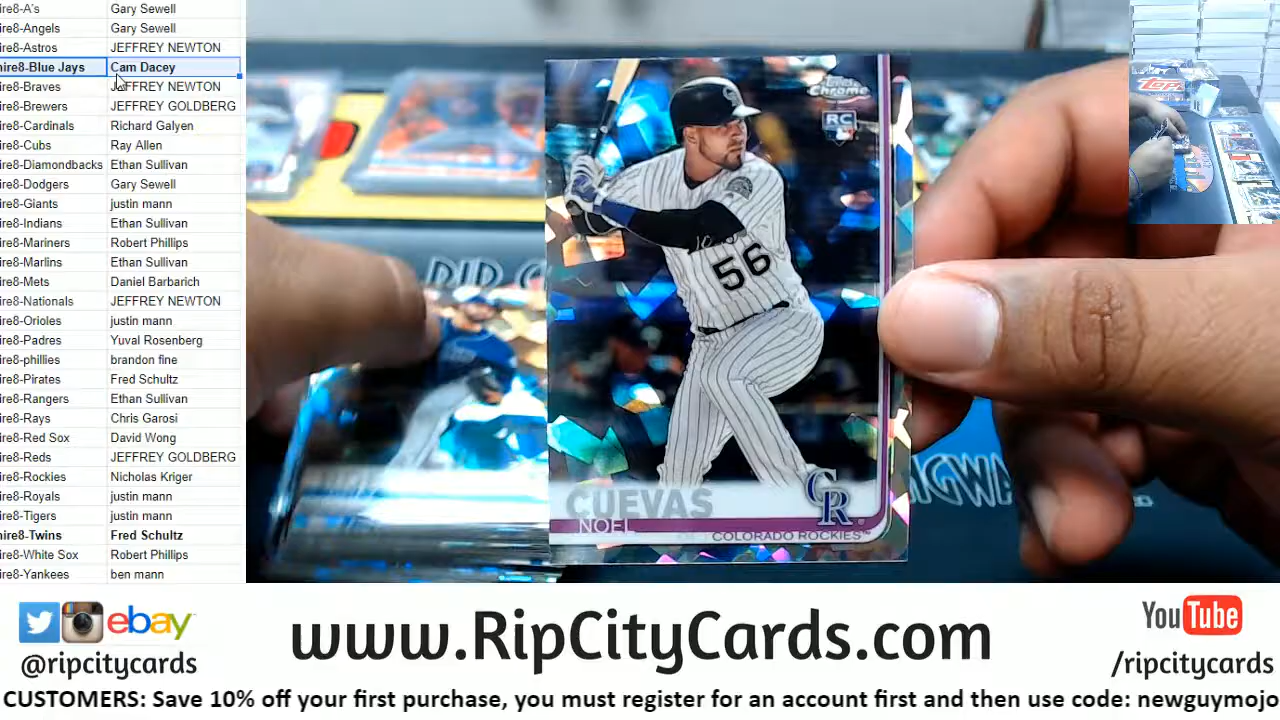 ire8-A's Gary Sewell
ire8-Angels Gary Sewell
ire8-Astros JEFFREY NEWTON
ire8-Blue Jays Cam Dacey
ire8-Braves JEFFREY NEWTON
ire8-Brewers JEFFREY GOLDBERG
ire8-Cardinals Richard Galyen
ire8-Cubs Ray Allen
ire8-Diamondbacks Ethan Sullivan
ire8-Dodgers Gary Sewell
ire8-Giants justin mann
ire8-Indians Ethan Sullivan
ire8-Mariners Robert Phillips
ire8-Marlins Ethan Sullivan
ire8-Mets Daniel Barbarich
ire8-Nationals JEFFREY NEWTON
ire8-Orioles justin mann
ire8-Padres Yuval Rosenberg
ire8-phillies brandon fine
ire8-Pirates Fred Schultz
ire8-Rangers Ethan Sullivan
ire8-Rays Chris Garosi
ire8-Red Sox David Wong
ire8-Reds JEFFREY GOLDBERG
ire8-Rockies Nicholas Kriger
ire8-Royals justin mann
ire8-Tigers justin mann
ire8-Twins Fred Schultz
ire8-White Sox Robert Phillips
ire8-Yankees ben mann
Topps
Chrome
RC
56
CUEVAS
NOEL
CR
COLORADO ROCKIES™
RIP C
NGWA
Topps
ebay
@ripcitycards
www.RipCityCards.com
YouTube
/ripcitycards
CUSTOMERS: Save 10% off your first purchase, you must register for an account first and then use code: newguymojo